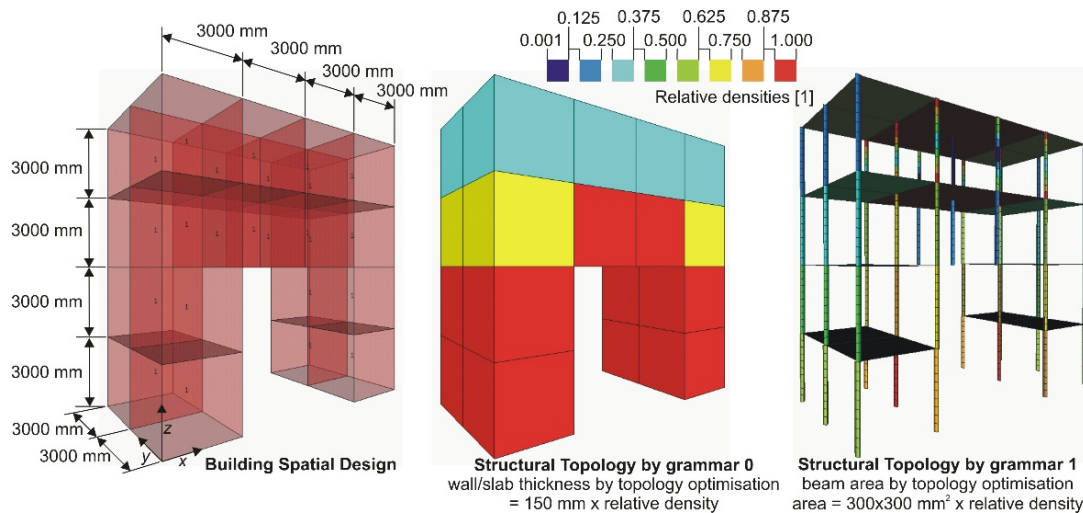 3000 mm
3000 mm
3000 mm
3000 mm
0.125 0.375 0.625 0.875
0.001 0.250 0.500 0.750 1.000
Relative densities [1]
3000 mm
3000 mm
3000 mm
3000 mm
3000 mm
3000 mm
z
y
x
Building Spatial Design
Structural Topology by grammar 0
wall/slab thickness by topology optimisation
= 150 mm x relative density
Structural Topology by grammar 1
beam area by topology optimisation
area = 300x300 mm² x relative density